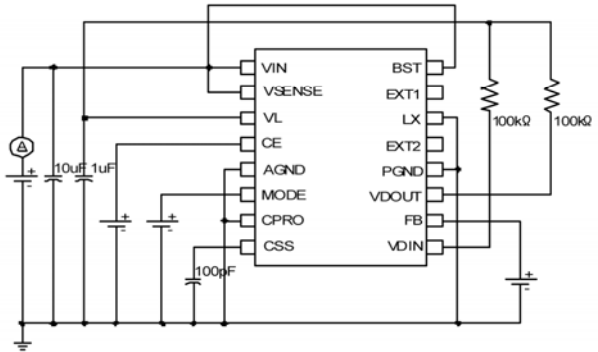 VIN BST
VSENSE EXT1
VL LX
100kΩ 100kΩ
CE EXT2
10uF 1uF
AGND PGND
MODE VDOUT
CPRO FB
CSS VDIN
100pF